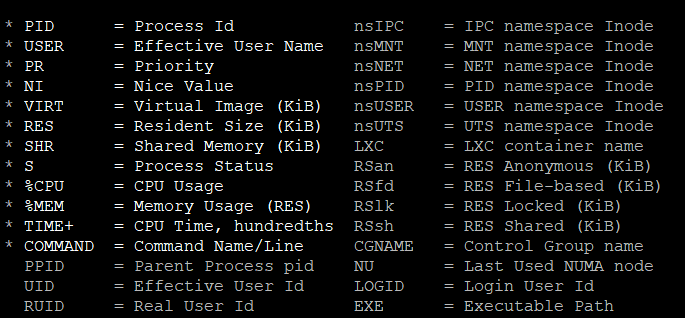 * PID     = Process Id             nsIPC   = IPC namespace Inode
* USER    = Effective User Name    nsMNT   = MNT namespace Inode
* PR      = Priority               nsNET   = NET namespace Inode
* NI      = Nice Value             nsPID   = PID namespace Inode
* VIRT    = Virtual Image (KiB)    nsUSER  = USER namespace Inode
* RES     = Resident Size (KiB)    nsUTS   = UTS namespace Inode
* SHR     = Shared Memory (KiB)    LXC     = LXC container name
* S       = Process Status         RSan    = RES Anonymous (KiB)
* %CPU    = CPU Usage              RSfd    = RES File-based (KiB)
* %MEM    = Memory Usage (RES)     RSlk    = RES Locked (KiB)
* TIME+   = CPU Time, hundredths   RSsh    = RES Shared (KiB)
* COMMAND = Command Name/Line      CGNAME  = Control Group name
  PPID    = Parent Process pid     NU      = Last Used NUMA node
  UID     = Effective User Id      LOGID   = Login User Id
  RUID    = Real User Id           EXE     = Executable Path